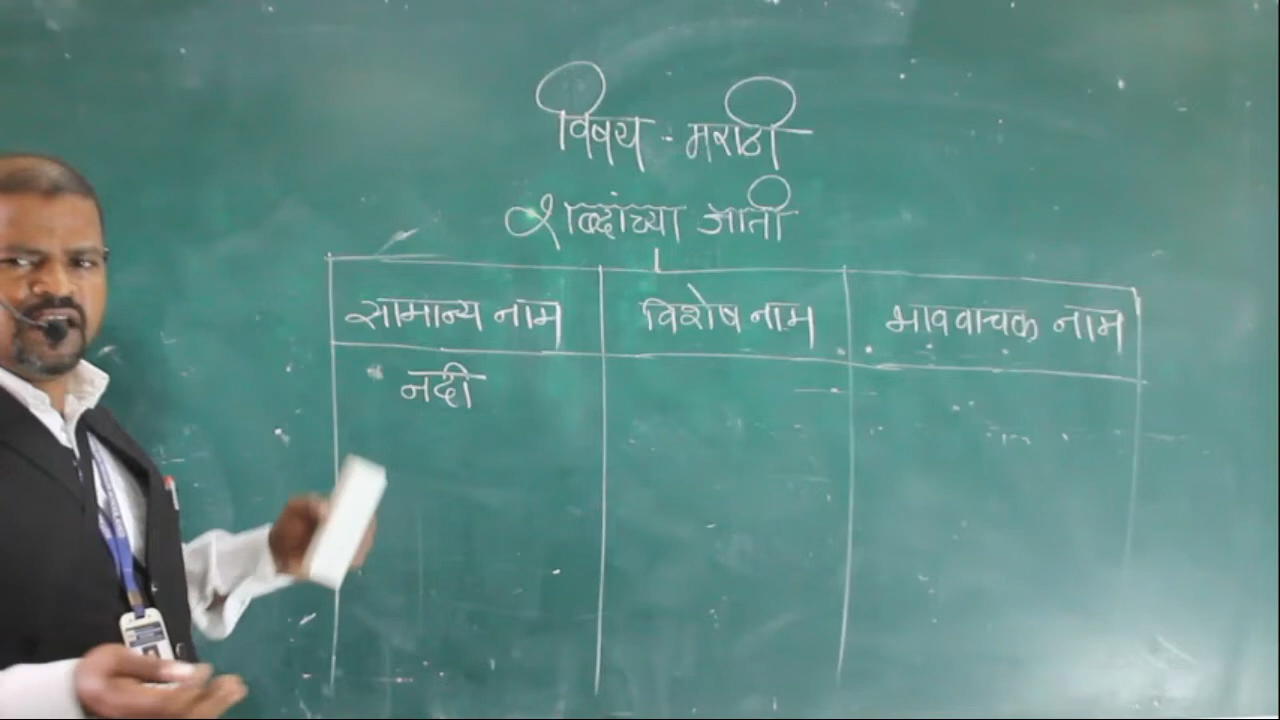 विषय - मराठी
शब्दांच्या जाती
सामान्य नाम विशेष नाम भाववाचक नाम
नदी